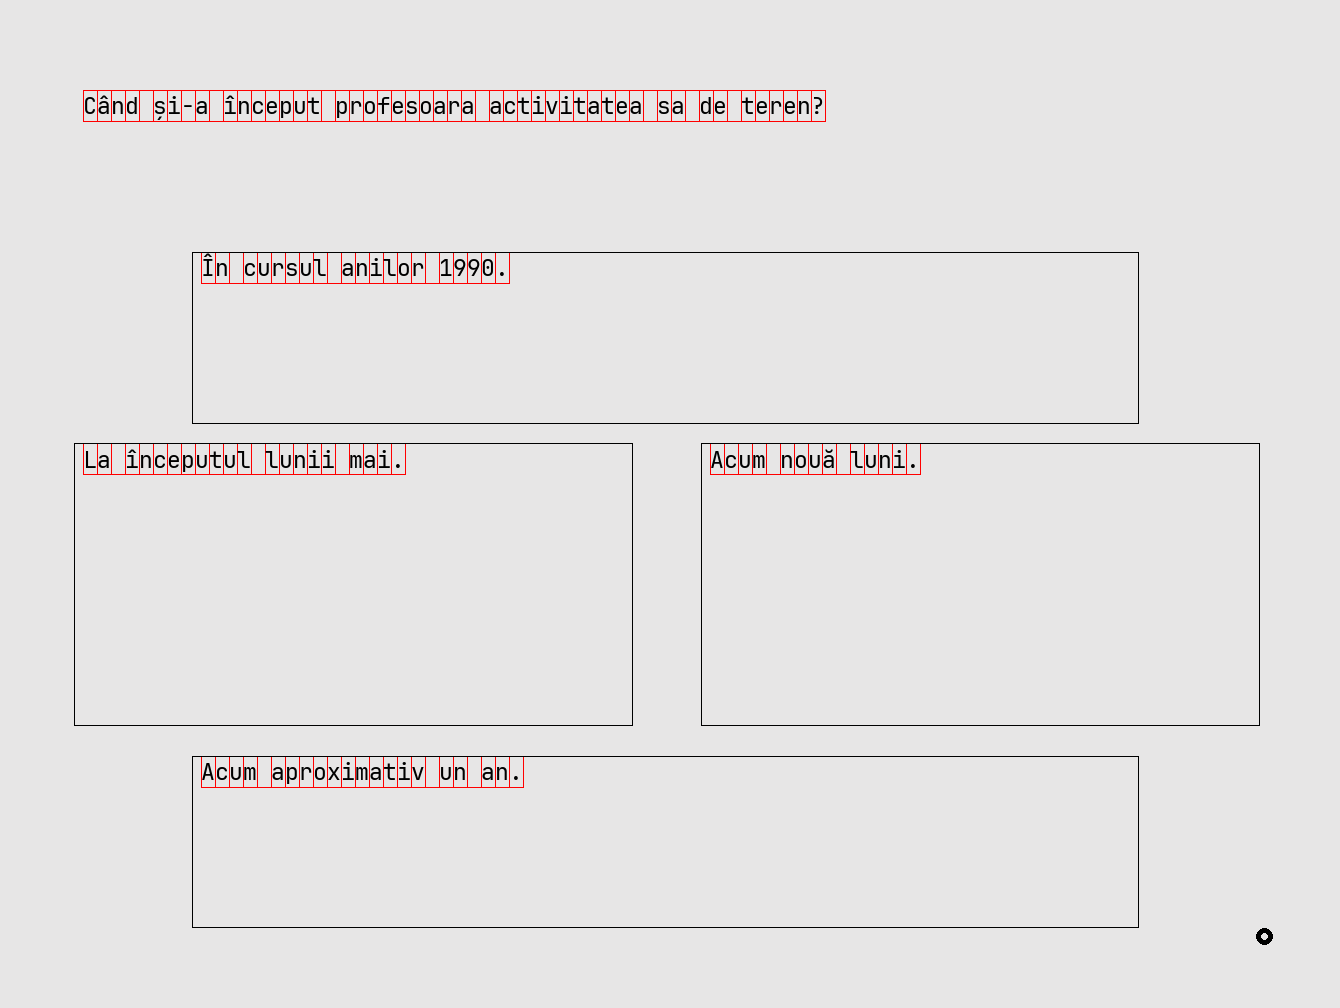 Când și-a început profesoara activitatea sa de teren?
În cursul anilor 1990.
La începutul lunii mai.
Acum nouă luni.
Acum aproximativ un an.